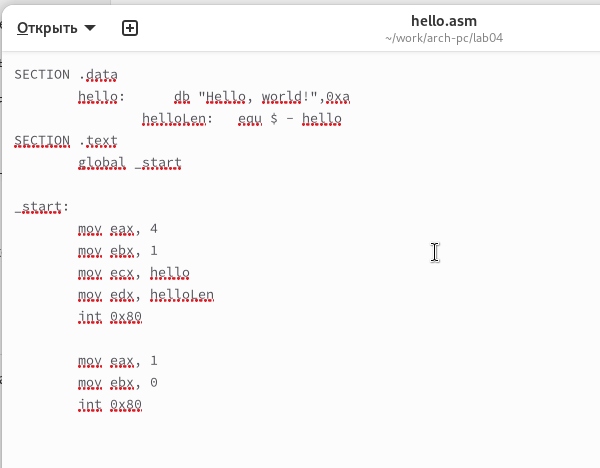 Открыть
hello.asm
~/work/arch-pc/lab04
SECTION .data
hello: db "Hello, world!",0xa
helloLen: equ $ - hello
SECTION .text
global _start
_start:
mov eax, 4
mov ebx, 1
mov ecx, hello
mov edx, helloLen
int 0x80
mov eax, 1
mov ebx, 0
int 0x80